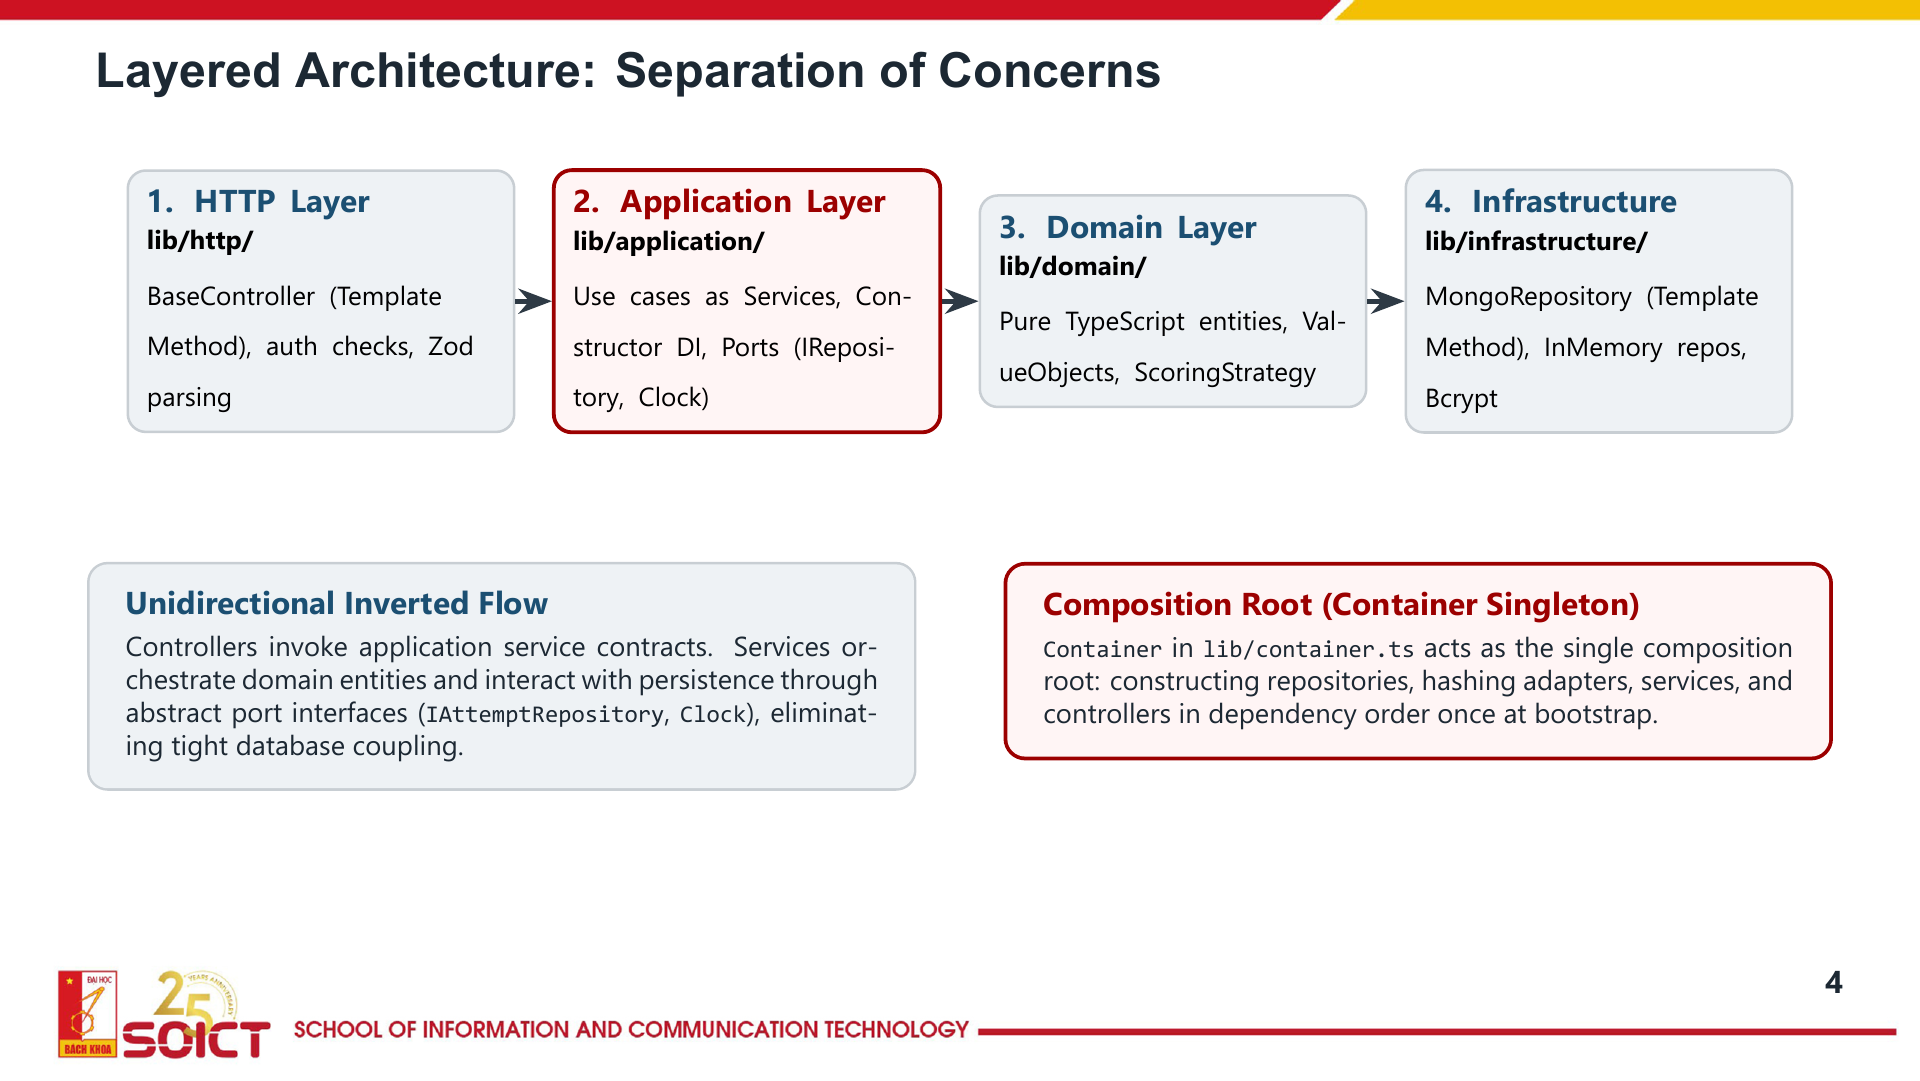 Layered Architecture: Separation of Concerns
1. HTTP Layer
lib/http/
BaseController (Template
Method), auth checks, Zod
parsing
2. Application Layer
lib/application/
Use cases as Services, Con-
structor DI, Ports (IReposi-
tory, Clock)
3. Domain Layer
lib/domain/
Pure TypeScript entities, Val-
ueObjects, ScoringStrategy
4. Infrastructure
lib/infrastructure/
MongoRepository (Template
Method), InMemory repos,
Bcrypt
Unidirectional Inverted Flow
Controllers invoke application service contracts. Services or-
chestrate domain entities and interact with persistence through
abstract port interfaces (IAttemptRepository, Clock), eliminat-
ing tight database coupling.
Composition Root (Container Singleton)
Container in lib/container.ts acts as the single composition
root: constructing repositories, hashing adapters, services, and
controllers in dependency order once at bootstrap.
4
ĐẠI HỌC
BÁCH KHOA
25
YEARS ANNIVERSARY
SOICT
SCHOOL OF INFORMATION AND COMMUNICATION TECHNOLOGY